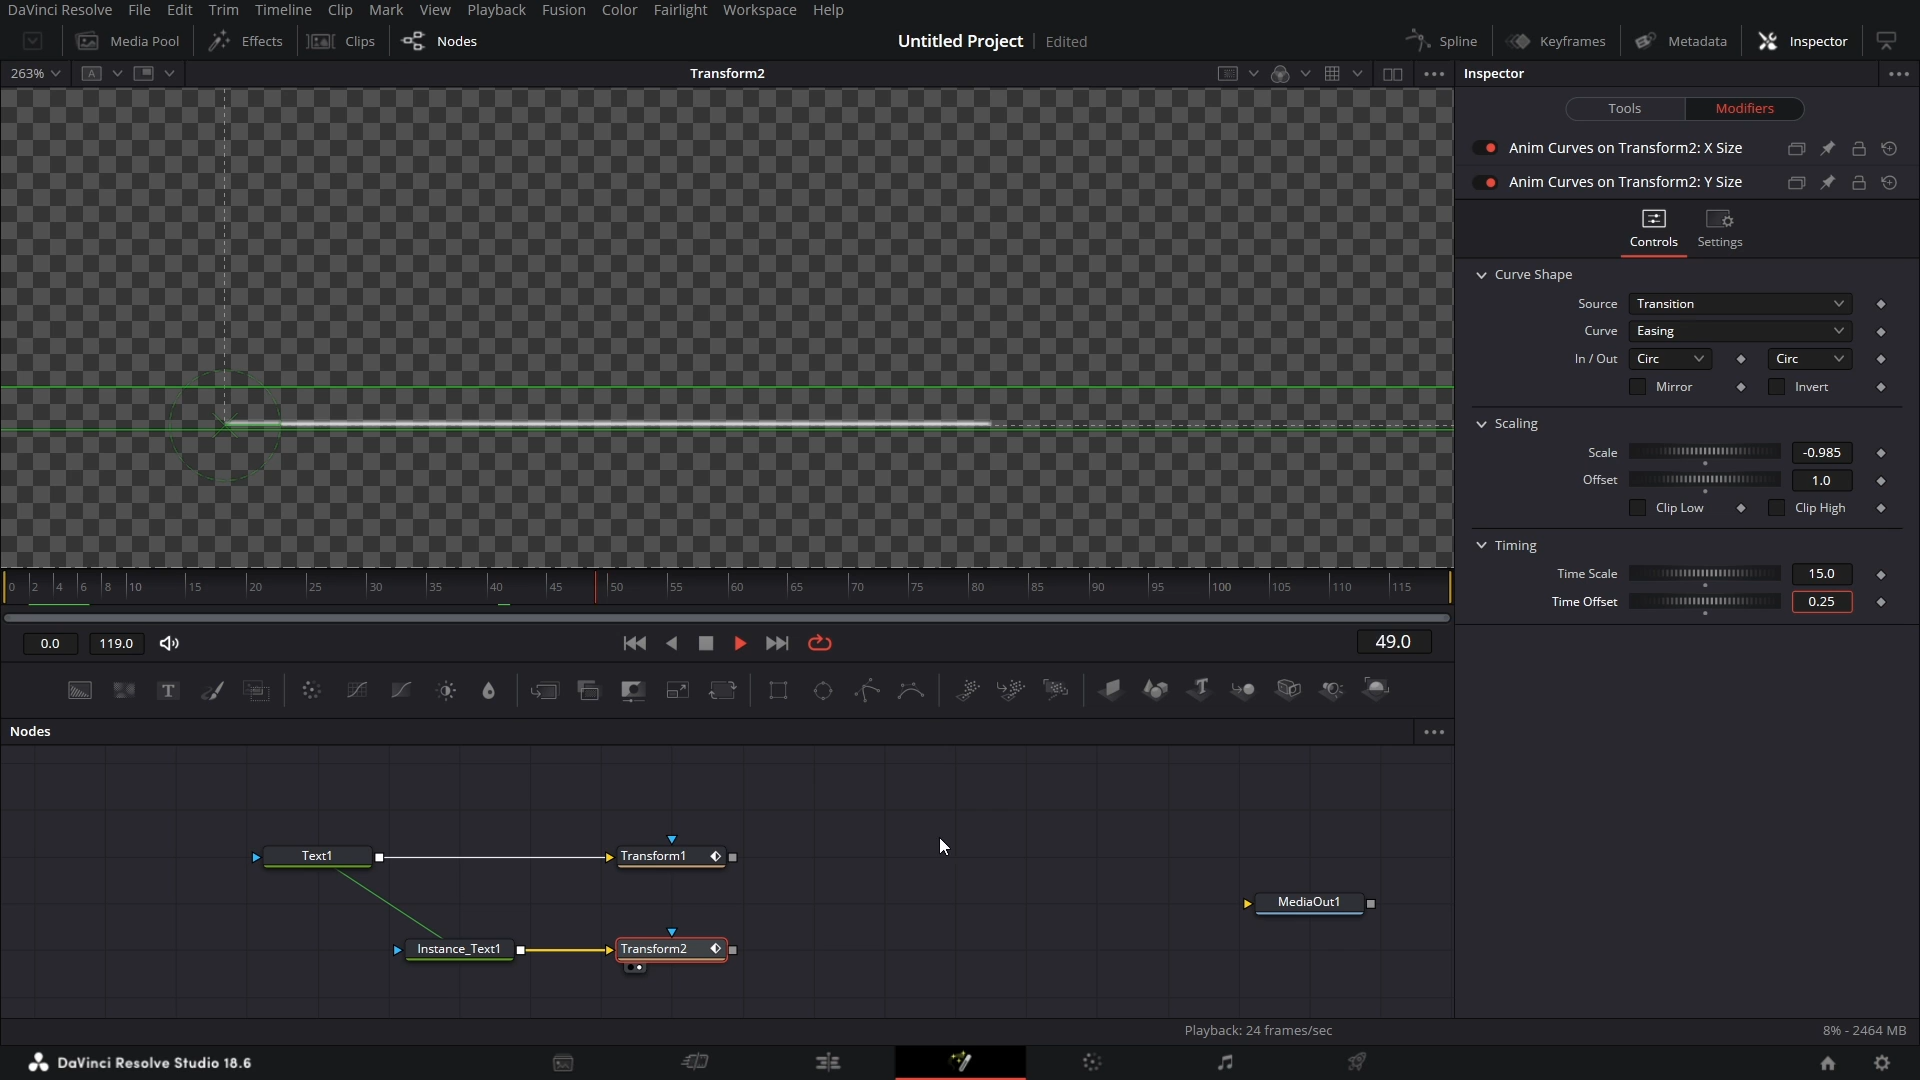 DaVinci Resolve File Edit Trim Timeline Clip Mark View Playback Fusion Color Fairlight Workspace Help
Media Pool Effects Clips Nodes Untitled Project Edited Spline Keyframes Metadata Inspector
263% A Transform2 Inspector
Tools Modifiers
Anim Curves on Transform2: X Size
Anim Curves on Transform2: Y Size
Controls Settings
Curve Shape
Source Transition
Curve Easing
In / Out Circ Circ
Mirror Invert
Scaling
Scale -0.985
Offset 1.0
Clip Low Clip High
Timing
Time Scale 15.0
Time Offset 0.25
0 2 4 6 8 10 15 20 25 30 35 40 45 50 55 60 65 70 75 80 85 90 95 100 105 110 115
0.0 119.0 49.0
T T
Nodes
Text1 Transform1
MediaOut1
Instance_Text1 Transform2
Playback: 24 frames/sec 8% - 2464 MB
DaVinci Resolve Studio 18.6